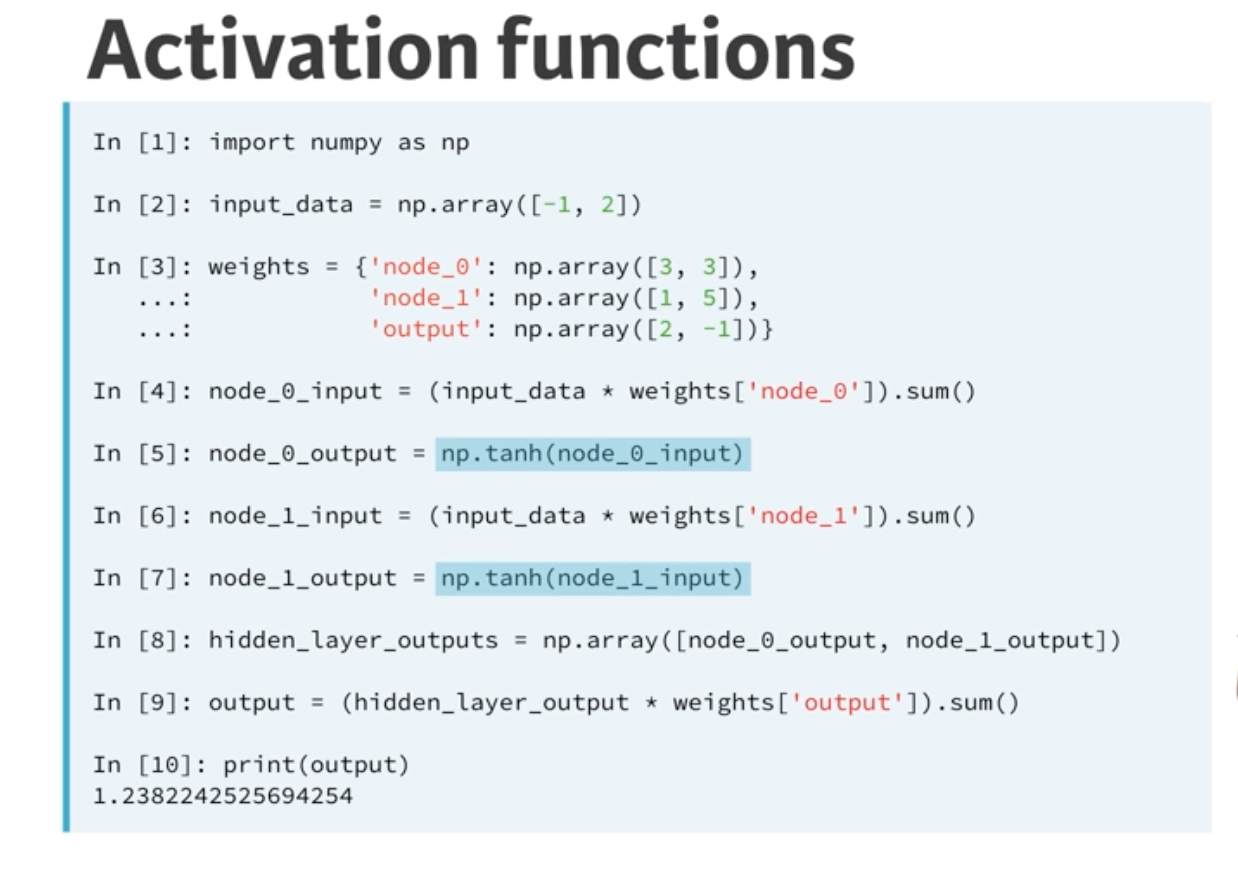 Activation functions
In [1]: import numpy as np
In [2]: input_data = np.array([-1, 2])
In [3]: weights = {'node_0': np.array([3, 3]),
...: 'node_1': np.array([1, 5]),
...: 'output': np.array([2, -1])}
In [4]: node_0_input = (input_data * weights['node_0']).sum()
In [5]: node_0_output = np.tanh(node_0_input)
In [6]: node_1_input = (input_data * weights['node_1']).sum()
In [7]: node_1_output = np.tanh(node_1_input)
In [8]: hidden_layer_outputs = np.array([node_0_output, node_1_output])
In [9]: output = (hidden_layer_output * weights['output']).sum()
In [10]: print(output)
1.2382242525694254